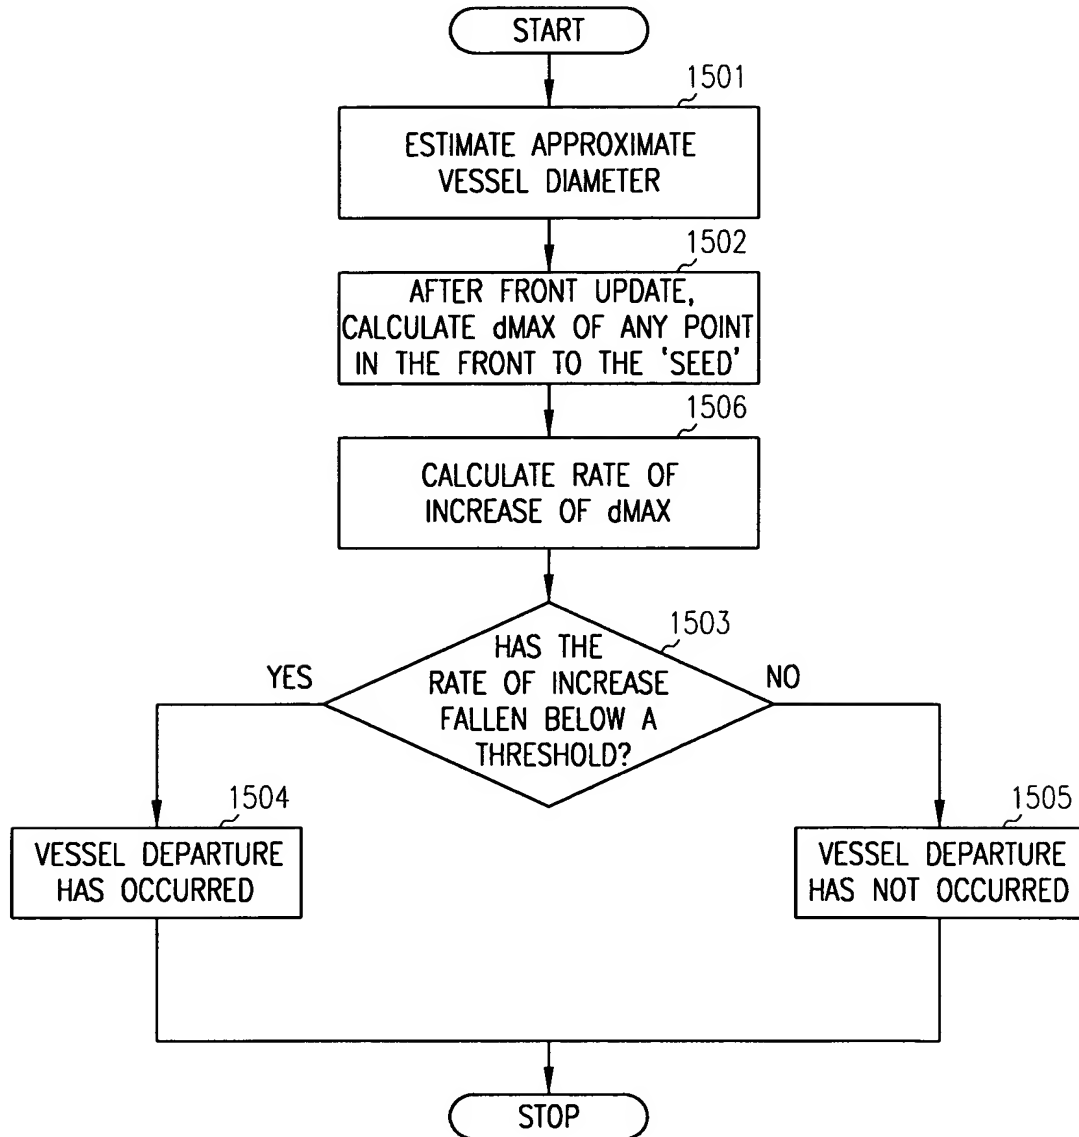 START
1501
ESTIMATE APPROXIMATE
VESSEL DIAMETER
1502
AFTER FRONT UPDATE,
CALCULATE dMAX OF ANY POINT
IN THE FRONT TO THE 'SEED'
1506
CALCULATE RATE OF
INCREASE OF dMAX
1503
HAS THE
RATE OF INCREASE
FALLEN BELOW A
THRESHOLD?
YES
NO
1504
VESSEL DEPARTURE
HAS OCCURRED
1505
VESSEL DEPARTURE
HAS NOT OCCURRED
STOP